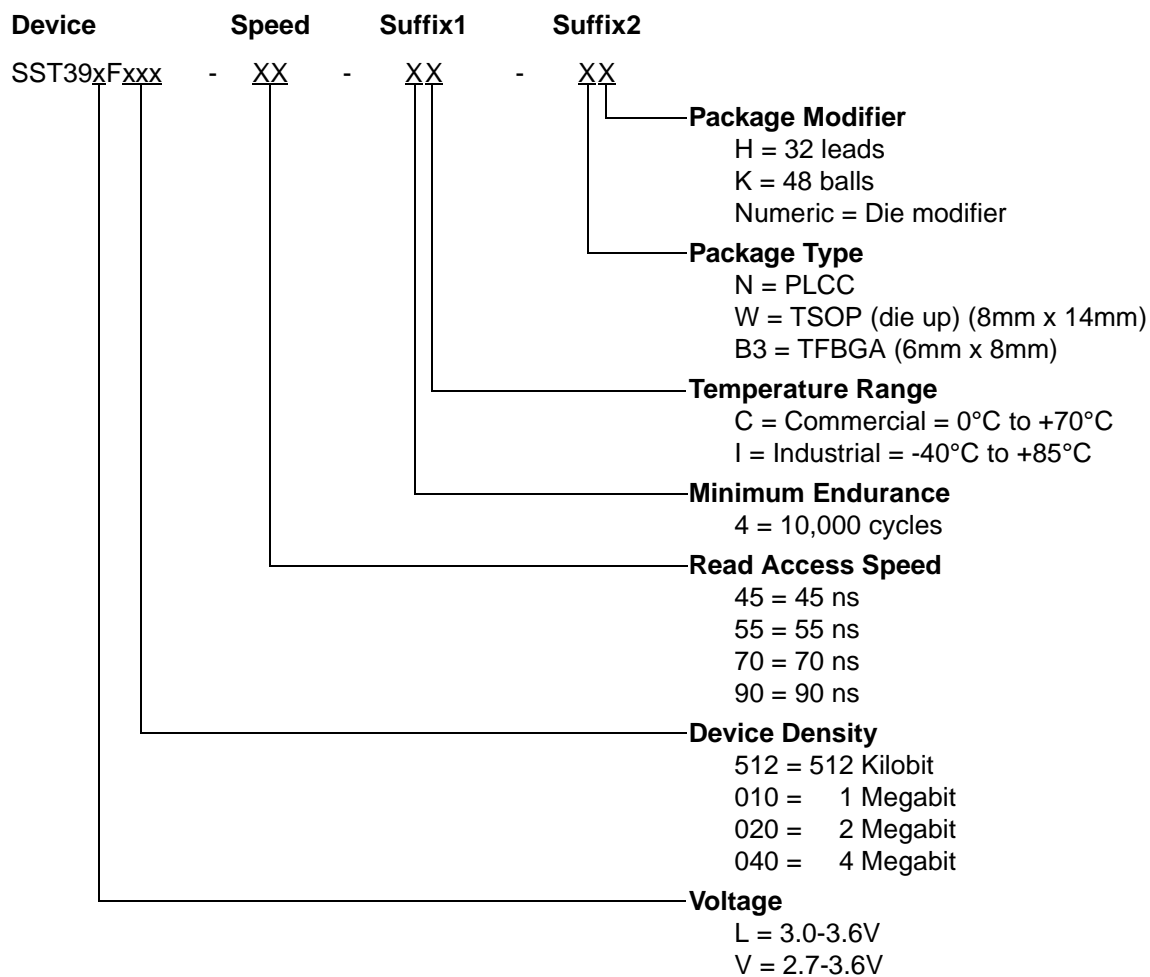 Device Speed Suffix1 Suffix2
SST39xFxxx - XX - XX - XX
Package Modifier
H = 32 leads
K = 48 balls
Numeric = Die modifier
Package Type
N = PLCC
W = TSOP (die up) (8mm x 14mm)
B3 = TFBGA (6mm x 8mm)
Temperature Range
C = Commercial = 0°C to +70°C
I = Industrial = -40°C to +85°C
Minimum Endurance
4 = 10,000 cycles
Read Access Speed
45 = 45 ns
55 = 55 ns
70 = 70 ns
90 = 90 ns
Device Density
512 = 512 Kilobit
010 = 1 Megabit
020 = 2 Megabit
040 = 4 Megabit
Voltage
L = 3.0-3.6V
V = 2.7-3.6V